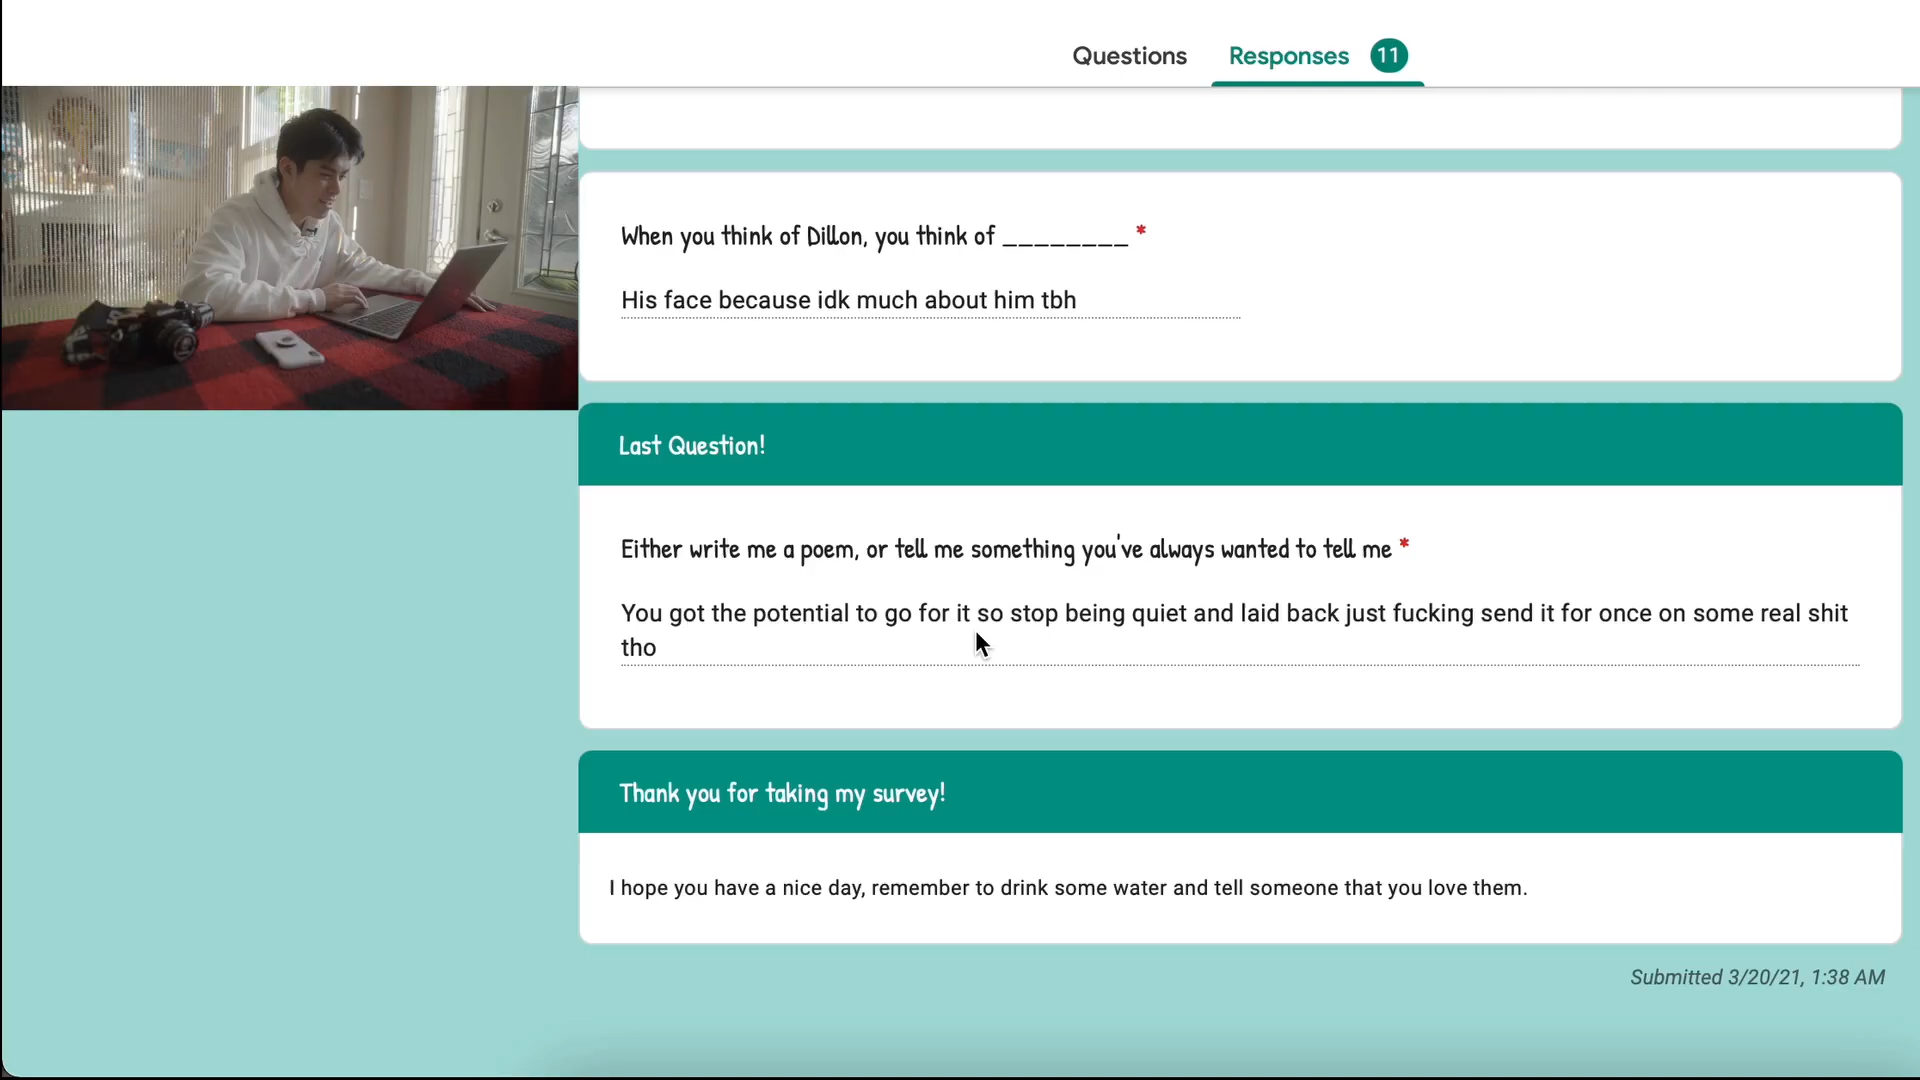 Questions
Responses 11
When you think of Dillon, you think of ________ *
His face because idk much about him tbh
Last Question!
Either write me a poem, or tell me something you've always wanted to tell me *
You got the potential to go for it so stop being quiet and laid back just fucking send it for once on some real shit
tho
Thank you for taking my survey!
I hope you have a nice day, remember to drink some water and tell someone that you love them.
Submitted 3/20/21, 1:38 AM